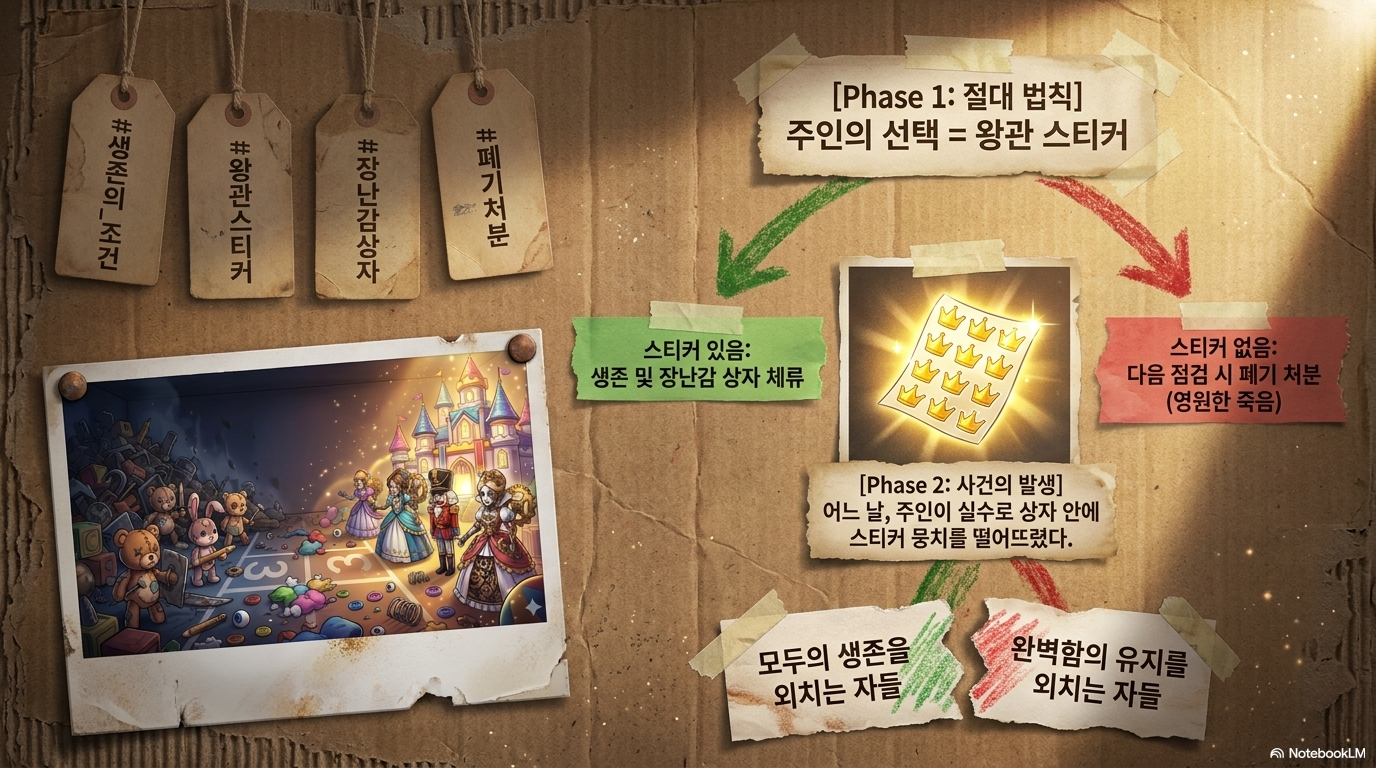 #생존의_조건
#왕관스티커
#장난감상자
#폐기처분
[Phase 1: 절대 법칙]
주인의 선택 = 왕관 스티커
스티커 있음:
생존 및 장난감 상자 체류
스티커 없음:
다음 점검 시 폐기 처분
(영원한 죽음)
[Phase 2: 사건의 발생]
어느 날, 주인이 실수로 상자 안에
스티커 뭉치를 떨어뜨렸다.
모두의 생존을
외치는 자들
완벽함의 유지를
외치는 자들
NotebookLM